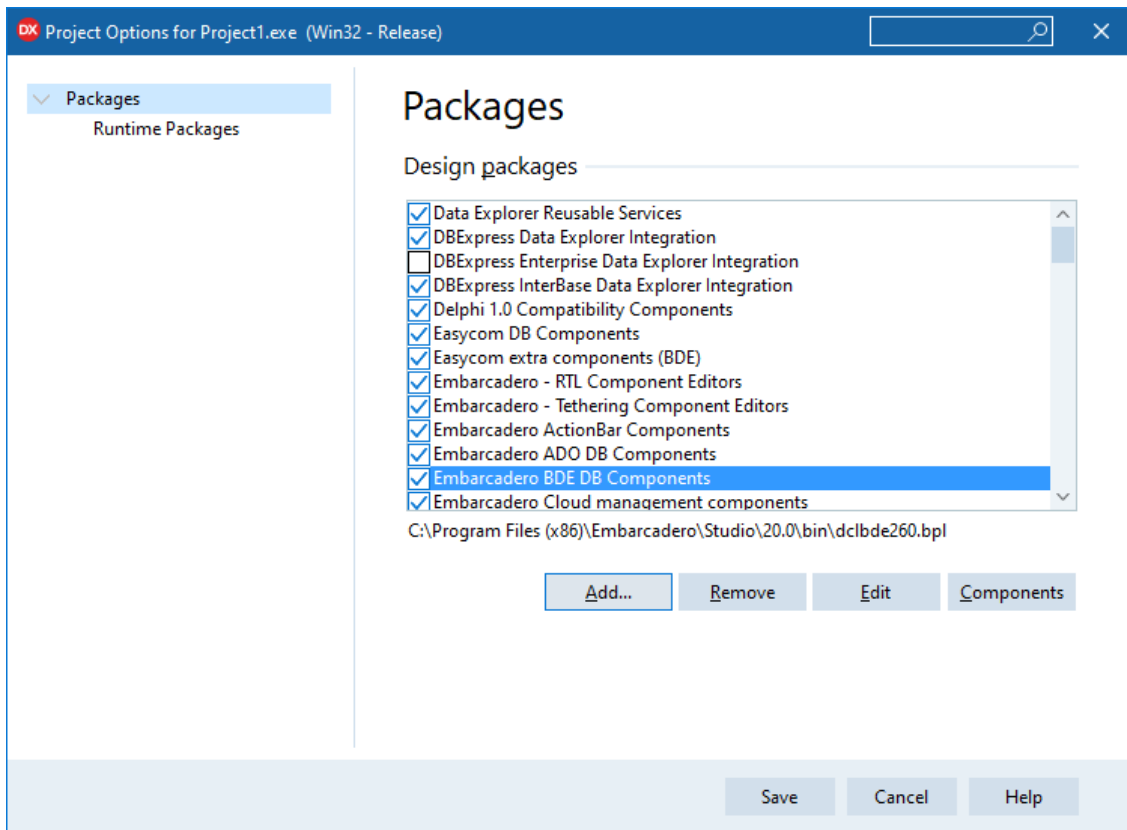 DX Project Options for Project1.exe (Win32 - Release)
Packages
Runtime Packages
Packages
Design packages
Data Explorer Reusable Services
DBExpress Data Explorer Integration
DBExpress Enterprise Data Explorer Integration
DBExpress InterBase Data Explorer Integration
Delphi 1.0 Compatibility Components
Easycom DB Components
Easycom extra components (BDE)
Embarcadero - RTL Component Editors
Embarcadero - Tethering Component Editors
Embarcadero ActionBar Components
Embarcadero ADO DB Components
Embarcadero BDE DB Components
Embarcadero Cloud management components
C:\Program Files (x86)\Embarcadero\Studio\20.0\bin\dclbde260.bpl
Add... Remove Edit Components
Save Cancel Help